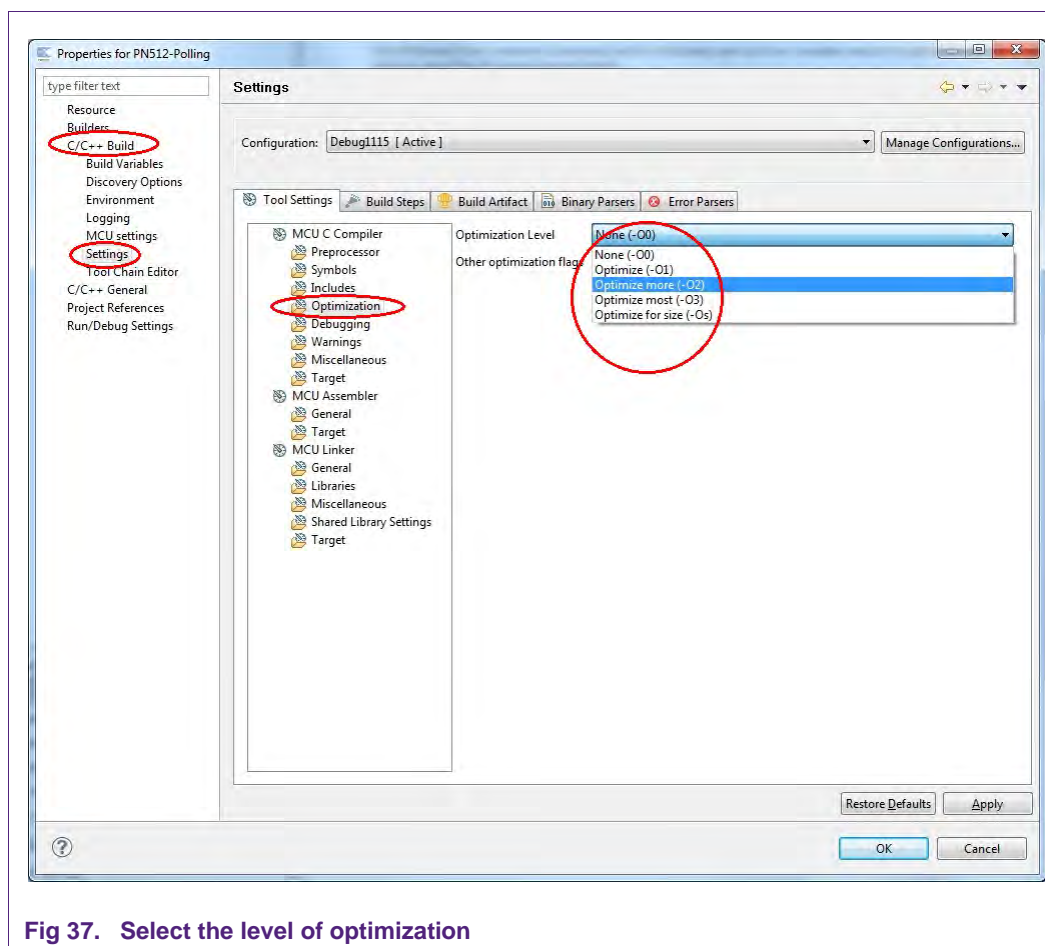 Properties for PN512-Polling
type filter text
Resource
Builders
C/C++ Build
Build Variables
Discovery Options
Environment
Logging
MCU settings
Settings
Tool Chain Editor
C/C++ General
Project References
Run/Debug Settings
Settings
Configuration: Debug1115 [ Active ]
Manage Configurations...
Tool Settings
Build Steps
Build Artifact
Binary Parsers
Error Parsers
MCU C Compiler
Preprocessor
Symbols
Includes
Optimization
Debugging
Warnings
Miscellaneous
Target
MCU Assembler
General
Target
MCU Linker
General
Libraries
Miscellaneous
Shared Library Settings
Target
Optimization Level
None (-O0)
Other optimization flags
None (-O0)
Optimize (-O1)
Optimize more (-O2)
Optimize most (-O3)
Optimize for size (-Os)
Restore Defaults
Apply
OK
Cancel
Fig 37. Select the level of optimization